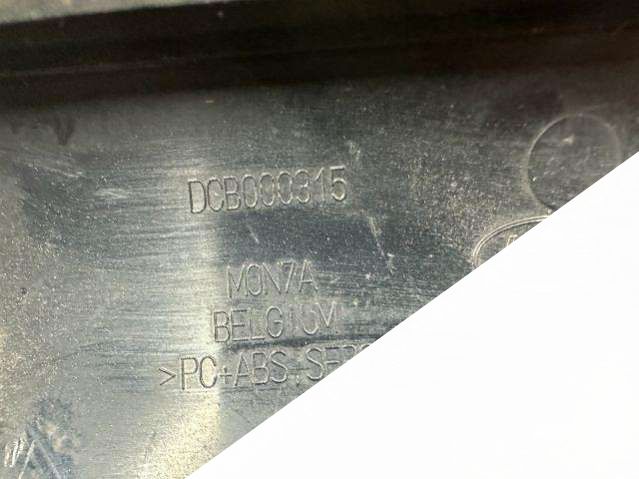 DCB000315
MON7A
BELGIUM
>PC+ABS